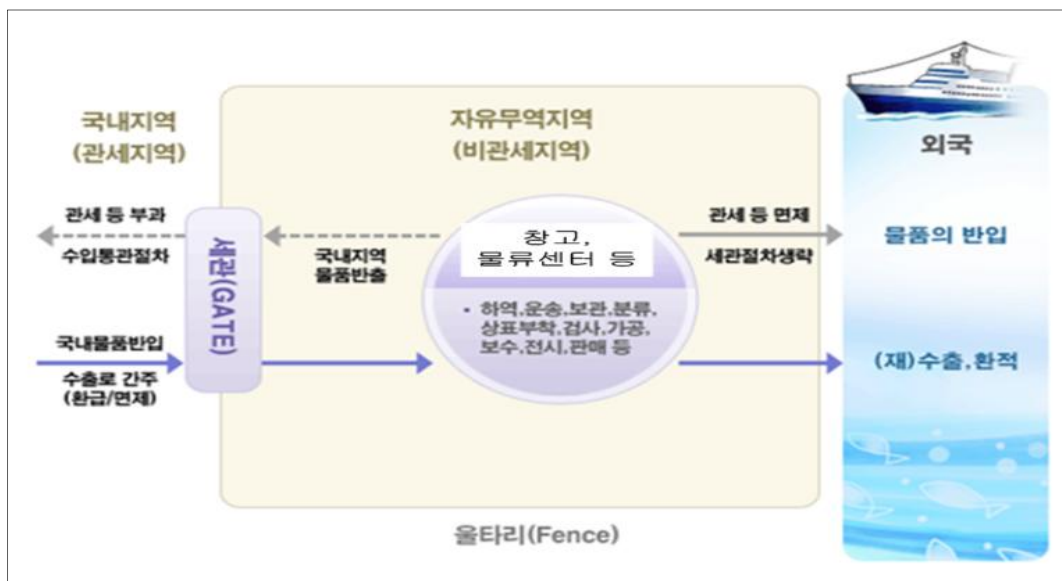 국내지역
(관세지역)
자유무역지역
(비관세지역)
외국
관세 등 부과
수입통관절차
세관(GATE)
국내지역
물품반출
창고,
물류센터 등
• 하역,운송,보관,분류,
상표부착,검사,가공,
보수,전시,판매 등
관세 등 면제
세관절차생략
물품의 반입
국내물품반입
수출로 간주
(환급/면제)
(재)수출,환적
울타리(Fence)